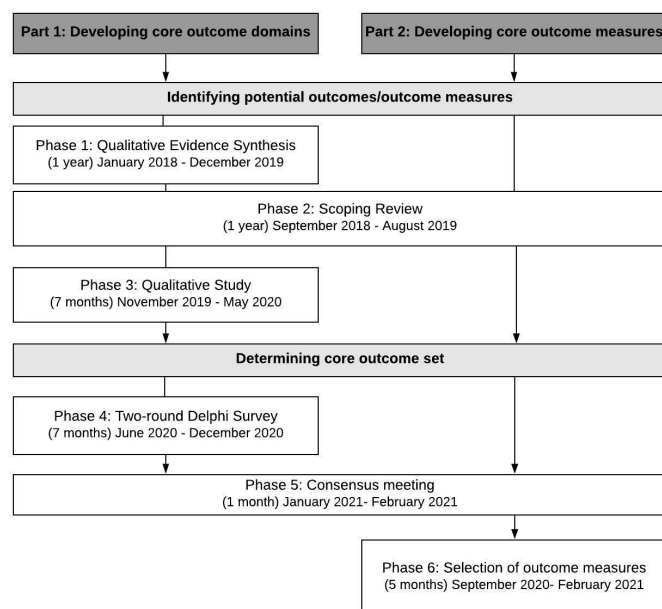 Part 1: Developing core outcome domains
Part 2: Developing core outcome measures
Identifying potential outcomes/outcome measures
Phase 1: Qualitative Evidence Synthesis
(1 year) January 2018 - December 2019
Phase 2: Scoping Review
(1 year) September 2018 - August 2019
Phase 3: Qualitative Study
(7 months) November 2019 - May 2020
Determining core outcome set
Phase 4: Two-round Delphi Survey
(7 months) June 2020 - December 2020
Phase 5: Consensus meeting
(1 month) January 2021- February 2021
Phase 6: Selection of outcome measures
(5 months) September 2020- February 2021